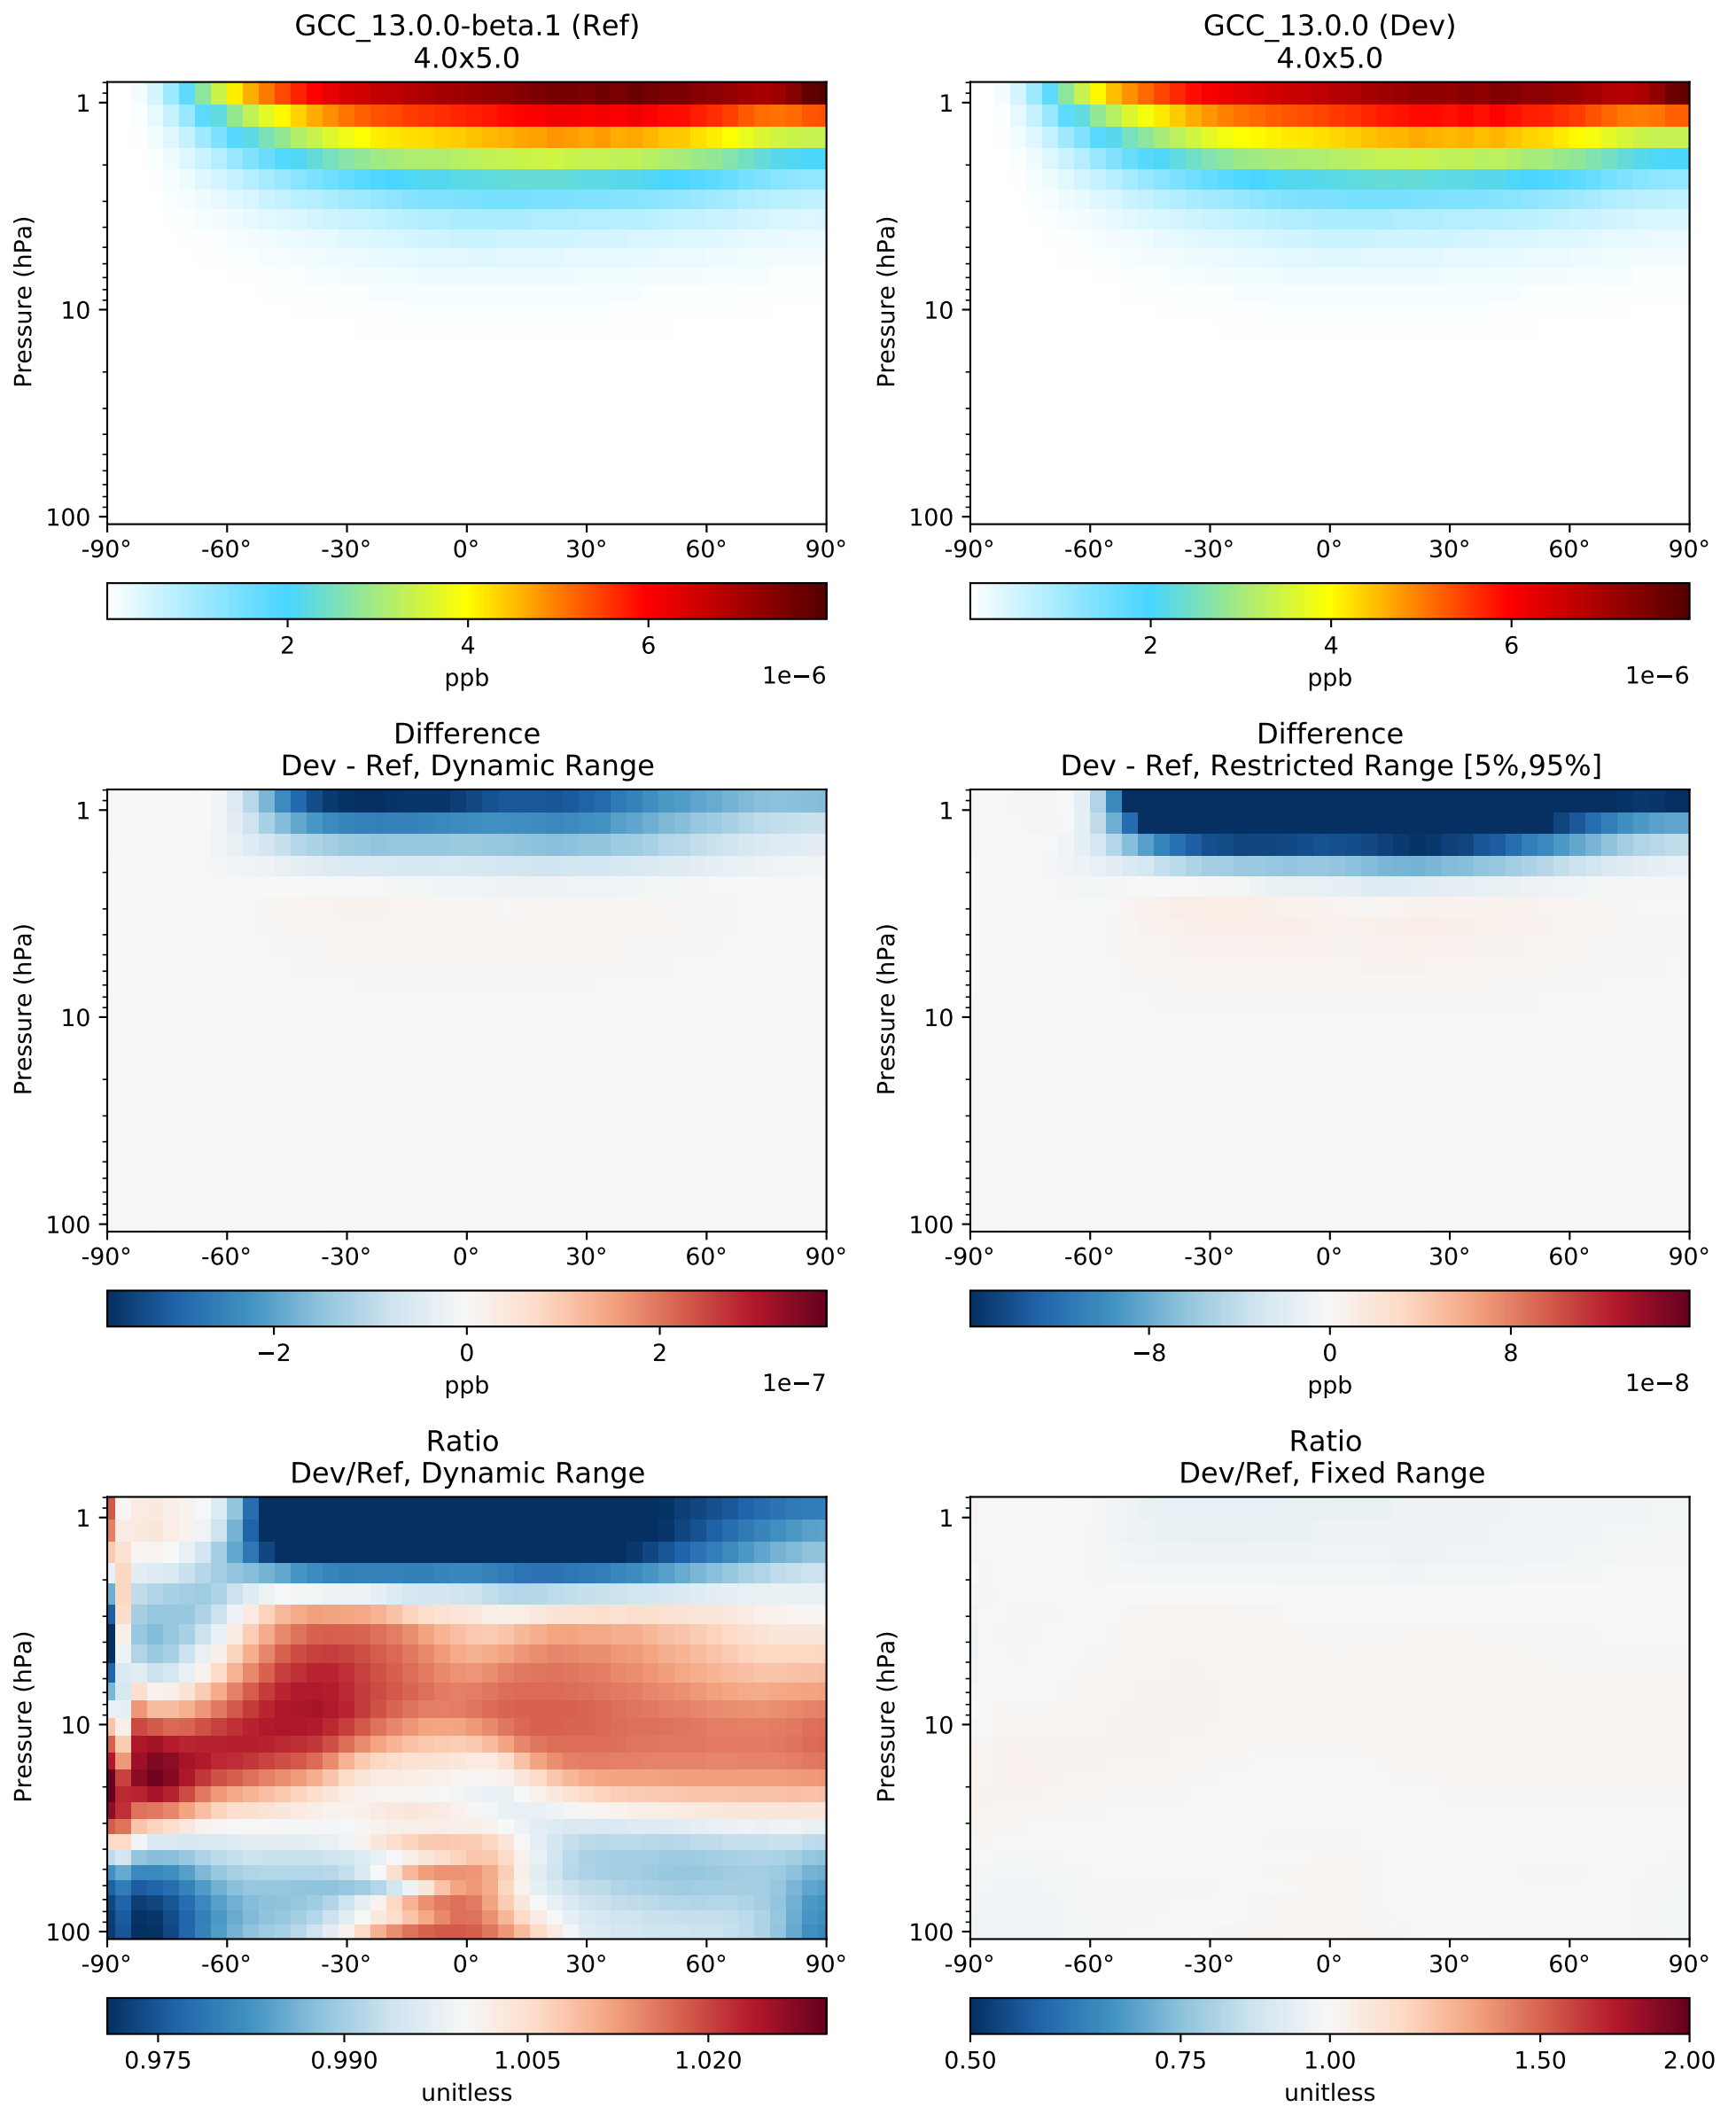 GCC_13.0.0-beta.1 (Ref)
4.0x5.0
Pressure (hPa)
1
10
100
-90° -60° -30° 0° 30° 60° 90°
2 4 6
ppb
1e−6
GCC_13.0.0 (Dev)
4.0x5.0
Pressure (hPa)
1
10
100
-90° -60° -30° 0° 30° 60° 90°
2 4 6
ppb
1e−6
Difference
Dev - Ref, Dynamic Range
Pressure (hPa)
1
10
100
-90° -60° -30° 0° 30° 60° 90°
−2 0 2
ppb
1e−7
Difference
Dev - Ref, Restricted Range [5%,95%]
Pressure (hPa)
1
10
100
-90° -60° -30° 0° 30° 60° 90°
−8 0 8
ppb
1e−8
Ratio
Dev/Ref, Dynamic Range
Pressure (hPa)
1
10
100
-90° -60° -30° 0° 30° 60° 90°
0.975 0.990 1.005 1.020
unitless
Ratio
Dev/Ref, Fixed Range
Pressure (hPa)
1
10
100
-90° -60° -30° 0° 30° 60° 90°
0.50 0.75 1.00 1.50 2.00
unitless